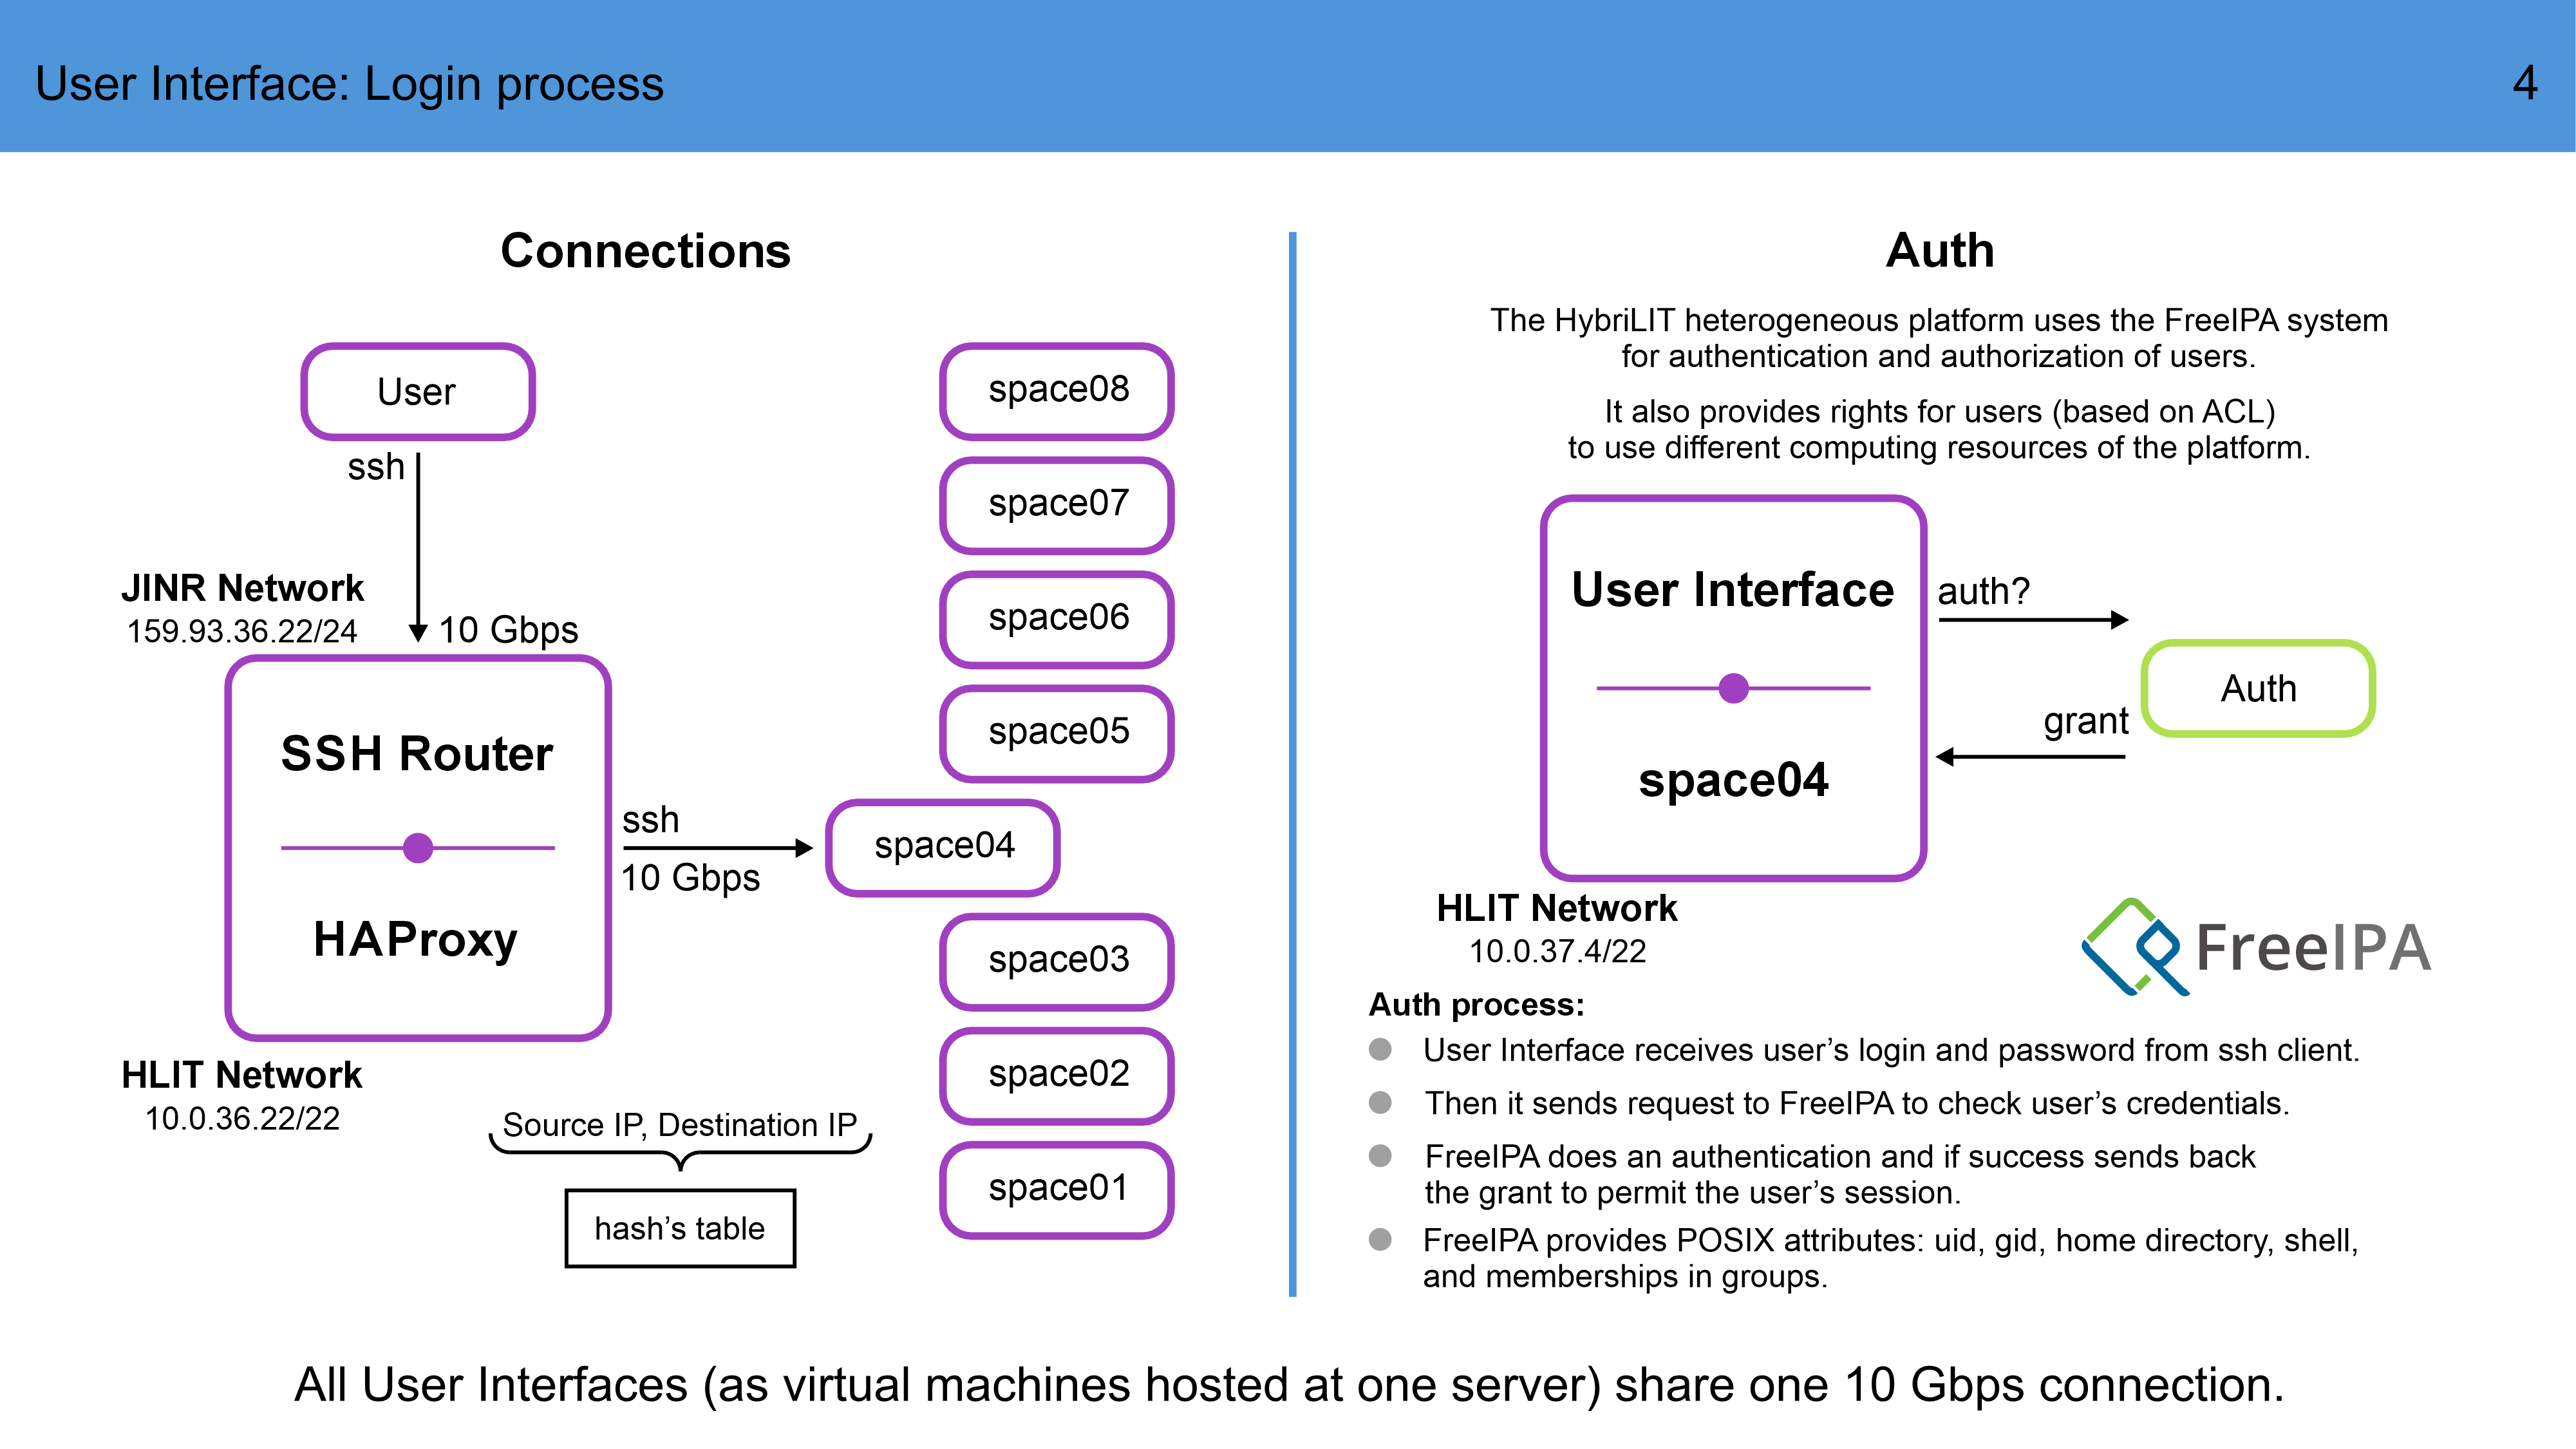 User Interface: Login process
4
Connections
User
ssh
JINR Network
159.93.36.22/24
10 Gbps
SSH Router
HAProxy
ssh
10 Gbps
HLIT Network
10.0.36.22/22
Source IP, Destination IP
hash’s table
space08
space07
space06
space05
space04
space03
space02
space01
Auth
The HybriLIT heterogeneous platform uses the FreeIPA system
for authentication and authorization of users.
It also provides rights for users (based on ACL)
to use different computing resources of the platform.
User Interface
space04
auth?
Auth
grant
HLIT Network
10.0.37.4/22
FreeIPA
Auth process:
User Interface receives user’s login and password from ssh client.
Then it sends request to FreeIPA to check user’s credentials.
FreeIPA does an authentication and if success sends back
the grant to permit the user’s session.
FreeIPA provides POSIX attributes: uid, gid, home directory, shell,
and memberships in groups.
All User Interfaces (as virtual machines hosted at one server) share one 10 Gbps connection.